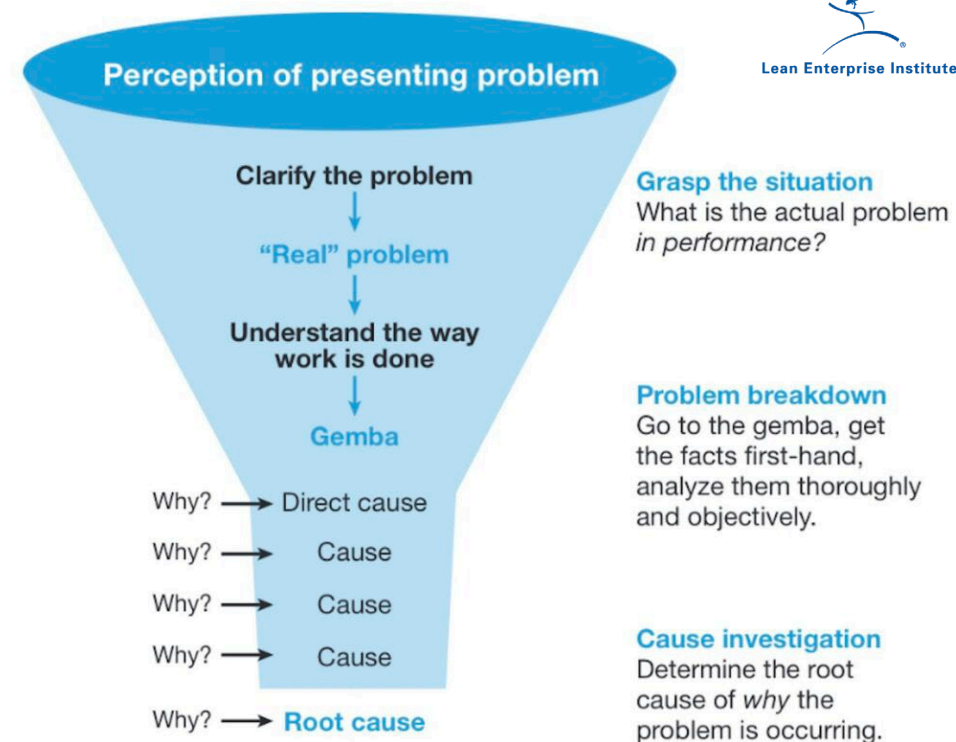 Lean Enterprise Institute
Perception of presenting problem
Clarify the problem
“Real” problem
Understand the way
work is done
Gemba
Why?
Direct cause
Why?
Cause
Why?
Cause
Why?
Cause
Why?
Root cause
Grasp the situation
What is the actual problem
in performance?
Problem breakdown
Go to the gemba, get
the facts first-hand,
analyze them thoroughly
and objectively.
Cause investigation
Determine the root
cause of why the
problem is occurring.